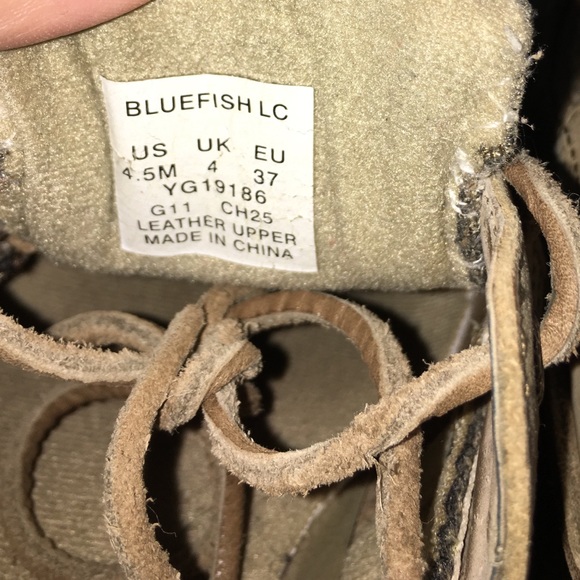 BLUEFISH LC
US UK EU
4.5M 4 37
YG19186
G11 CH25
LEATHER UPPER
MADE IN CHINA